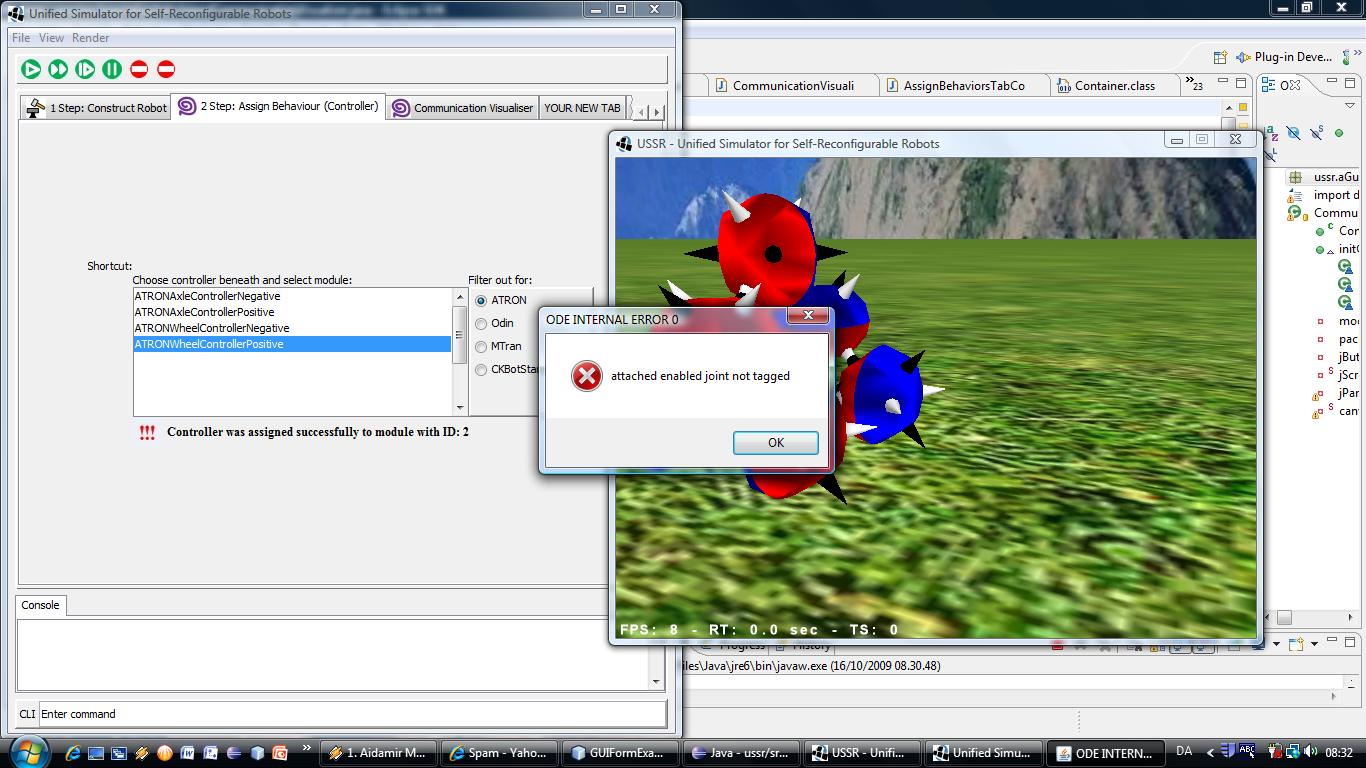 Unified Simulator for Self-Reconfigurable Robots
File View Render
1 Step: Construct Robot
2 Step: Assign Behaviour (Controller)
Communication Visualiser
YOUR NEW TAB
Shortcut:
Choose controller beneath and select module:
ATRONAxleControllerNegative
ATRONAxleControllerPositive
ATRONWheelControllerNegative
ATRONWheelControllerPositive
Filter out for:
ATRON
Odin
MTran
CKBotStan
!!! Controller was assigned successfully to module with ID: 2
Console
CLI Enter command
USSR - Unified Simulator for Self-Reconfigurable Robots
FPS: 8 - RT: 0.0 sec - TS: 0
ODE INTERNAL ERROR 0
attached enabled joint not tagged
OK
Plug-in Deve...
CommunicationVisuali
AssignBehaviorsTabCo
Container.class
»23
ussr.aGu
import d
Commu
Cor
initC
mod
pac
jBut
jScr
jPar
can
Progress
History
iles\Java\jre6\bin\javaw.exe (16/10/2009 08.30.48)
1. Aidamir M...
Spam - Yaho...
GUIFormExa...
Java - ussr/sr...
USSR - Unifi...
Unified Simu...
ODE INTERN...
DA
08:32